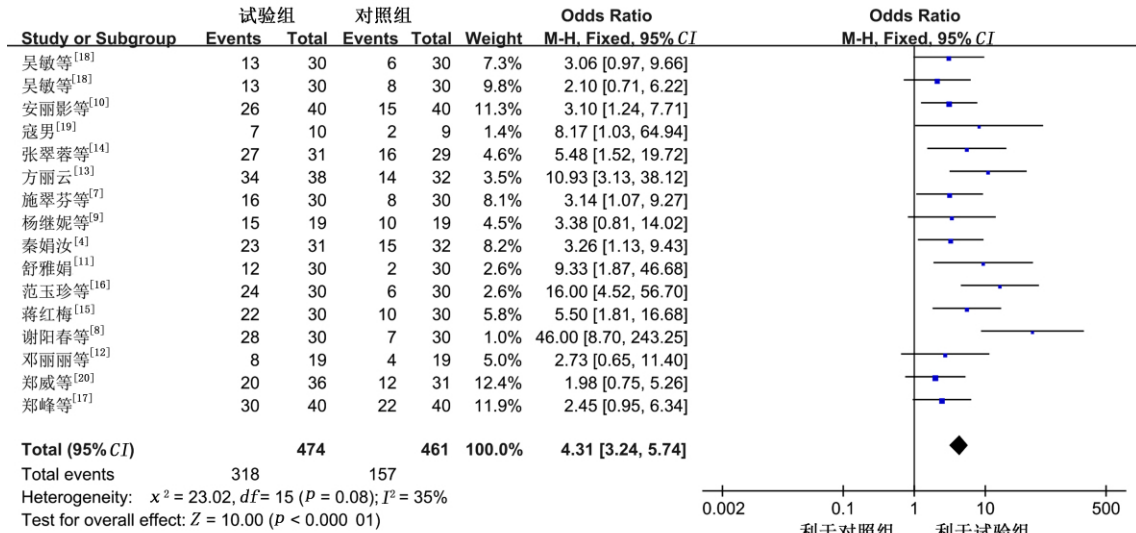 试验组 对照组 Odds Ratio Odds Ratio
Study or Subgroup Events Total Events Total Weight M-H, Fixed, 95% CI M-H, Fixed, 95% CI
吴敏等[18] 13 30 6 30 7.3% 3.06 [0.97, 9.66]
吴敏等[18] 13 30 8 30 9.8% 2.10 [0.71, 6.22]
安丽影等[10] 26 40 15 40 11.3% 3.10 [1.24, 7.71]
寇男[19] 7 10 2 9 1.4% 8.17 [1.03, 64.94]
张翠蓉等[14] 27 31 16 29 4.6% 5.48 [1.52, 19.72]
方丽云[13] 34 38 14 32 3.5% 10.93 [3.13, 38.12]
施翠芬等[7] 16 30 8 30 8.1% 3.14 [1.07, 9.27]
杨继妮等[9] 15 19 10 19 4.5% 3.38 [0.81, 14.02]
秦娟汝[4] 23 31 15 32 8.2% 3.26 [1.13, 9.43]
舒雅娟[11] 12 30 2 30 2.6% 9.33 [1.87, 46.68]
范玉珍等[16] 24 30 6 30 2.6% 16.00 [4.52, 56.70]
蒋红梅[15] 22 30 10 30 5.8% 5.50 [1.81, 16.68]
谢阳春等[8] 28 30 7 30 1.0% 46.00 [8.70, 243.25]
邓丽丽等[12] 8 19 4 19 5.0% 2.73 [0.65, 11.40]
郑威等[20] 20 36 12 31 12.4% 1.98 [0.75, 5.26]
郑峰等[17] 30 40 22 40 11.9% 2.45 [0.95, 6.34]
Total (95% CI) 474 461 100.0% 4.31 [3.24, 5.74]
Total events 318 157
Heterogeneity: x² = 23.02, df = 15 (P = 0.08); I² = 35%
Test for overall effect: Z = 10.00 (P < 0.000 01)
0.002 0.1 1 10 500
利于对照组 利于试验组